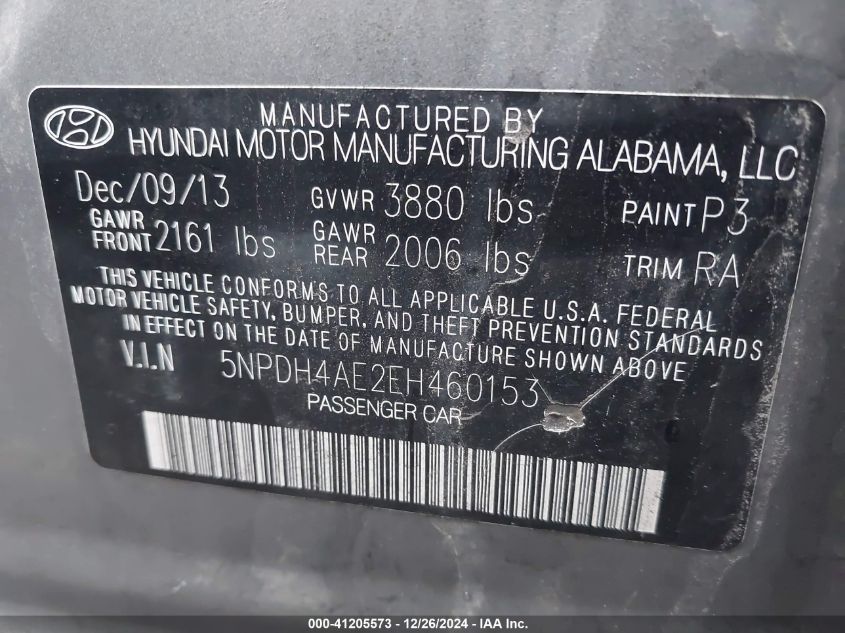 MANUFACTURED BY
HYUNDAI MOTOR MANUFACTURING ALABAMA, LLC
Dec/09/13 GVWR 3880 lbs PAINT P3
GAWR FRONT 2161 lbs GAWR REAR 2006 lbs TRIM RA
THIS VEHICLE CONFORMS TO ALL APPLICABLE U.S.A. FEDERAL
MOTOR VEHICLE SAFETY, BUMPER, AND THEFT PREVENTION STANDARDS
IN EFFECT ON THE DATE OF MANUFACTURE SHOWN ABOVE
V.I.N 5NPDH4AE2EH460153
PASSENGER CAR
000-41205573 - 12/26/2024 - IAAI.com